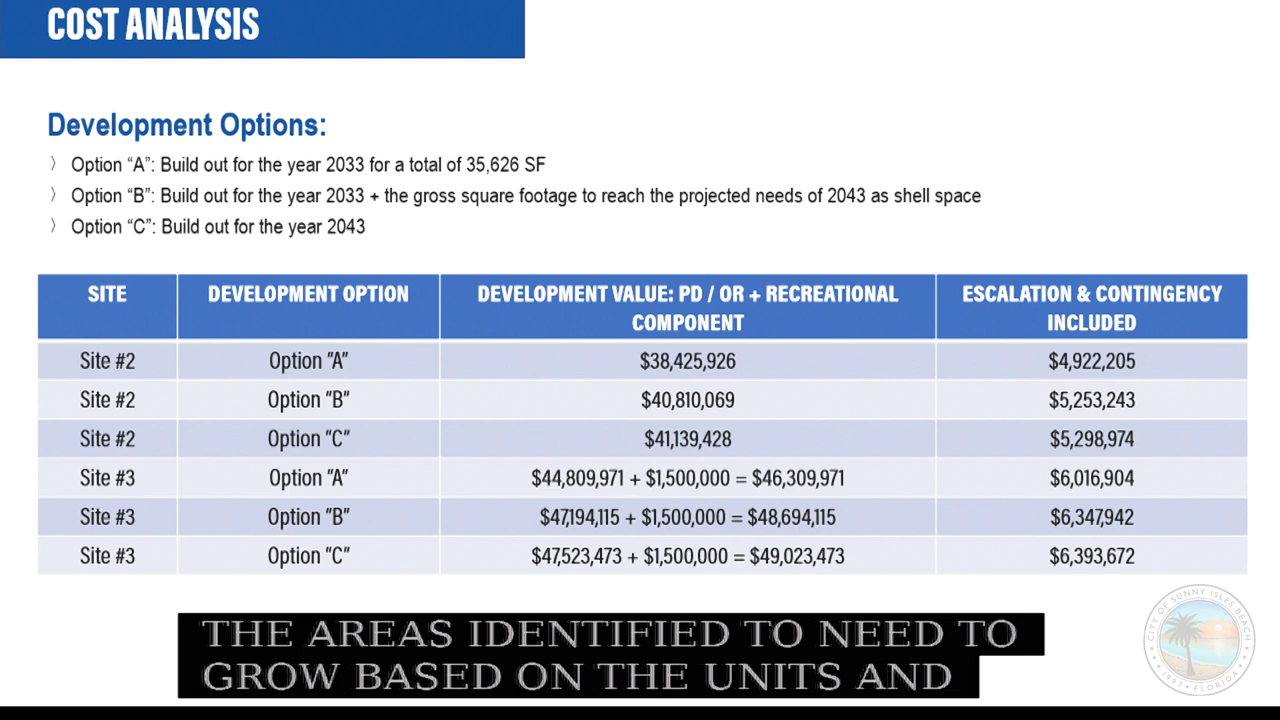 COST ANALYSIS
Development Options:
〉 Option “A”: Build out for the year 2033 for a total of 35,626 SF
〉 Option “B”: Build out for the year 2033 + the gross square footage to reach the projected needs of 2043 as shell space
〉 Option “C”: Build out for the year 2043
SITE DEVELOPMENT OPTION DEVELOPMENT VALUE: PD / OR + RECREATIONAL COMPONENT ESCALATION & CONTINGENCY INCLUDED
Site #2 Option "A" $38,425,926 $4,922,205
Site #2 Option "B" $40,810,069 $5,253,243
Site #2 Option "C" $41,139,428 $5,298,974
Site #3 Option "A" $44,809,971 + $1,500,000 = $46,309,971 $6,016,904
Site #3 Option "B" $47,194,115 + $1,500,000 = $48,694,115 $6,347,942
Site #3 Option "C" $47,523,473 + $1,500,000 = $49,023,473 $6,393,672
THE AREAS IDENTIFIED TO NEED TO
GROW BASED ON THE UNITS AND
CITY OF SUNNY ISLES BEACH
1997 • FLORIDA